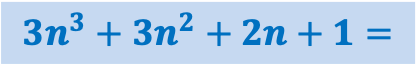 3n³ + 3n² + 2n + 1 =